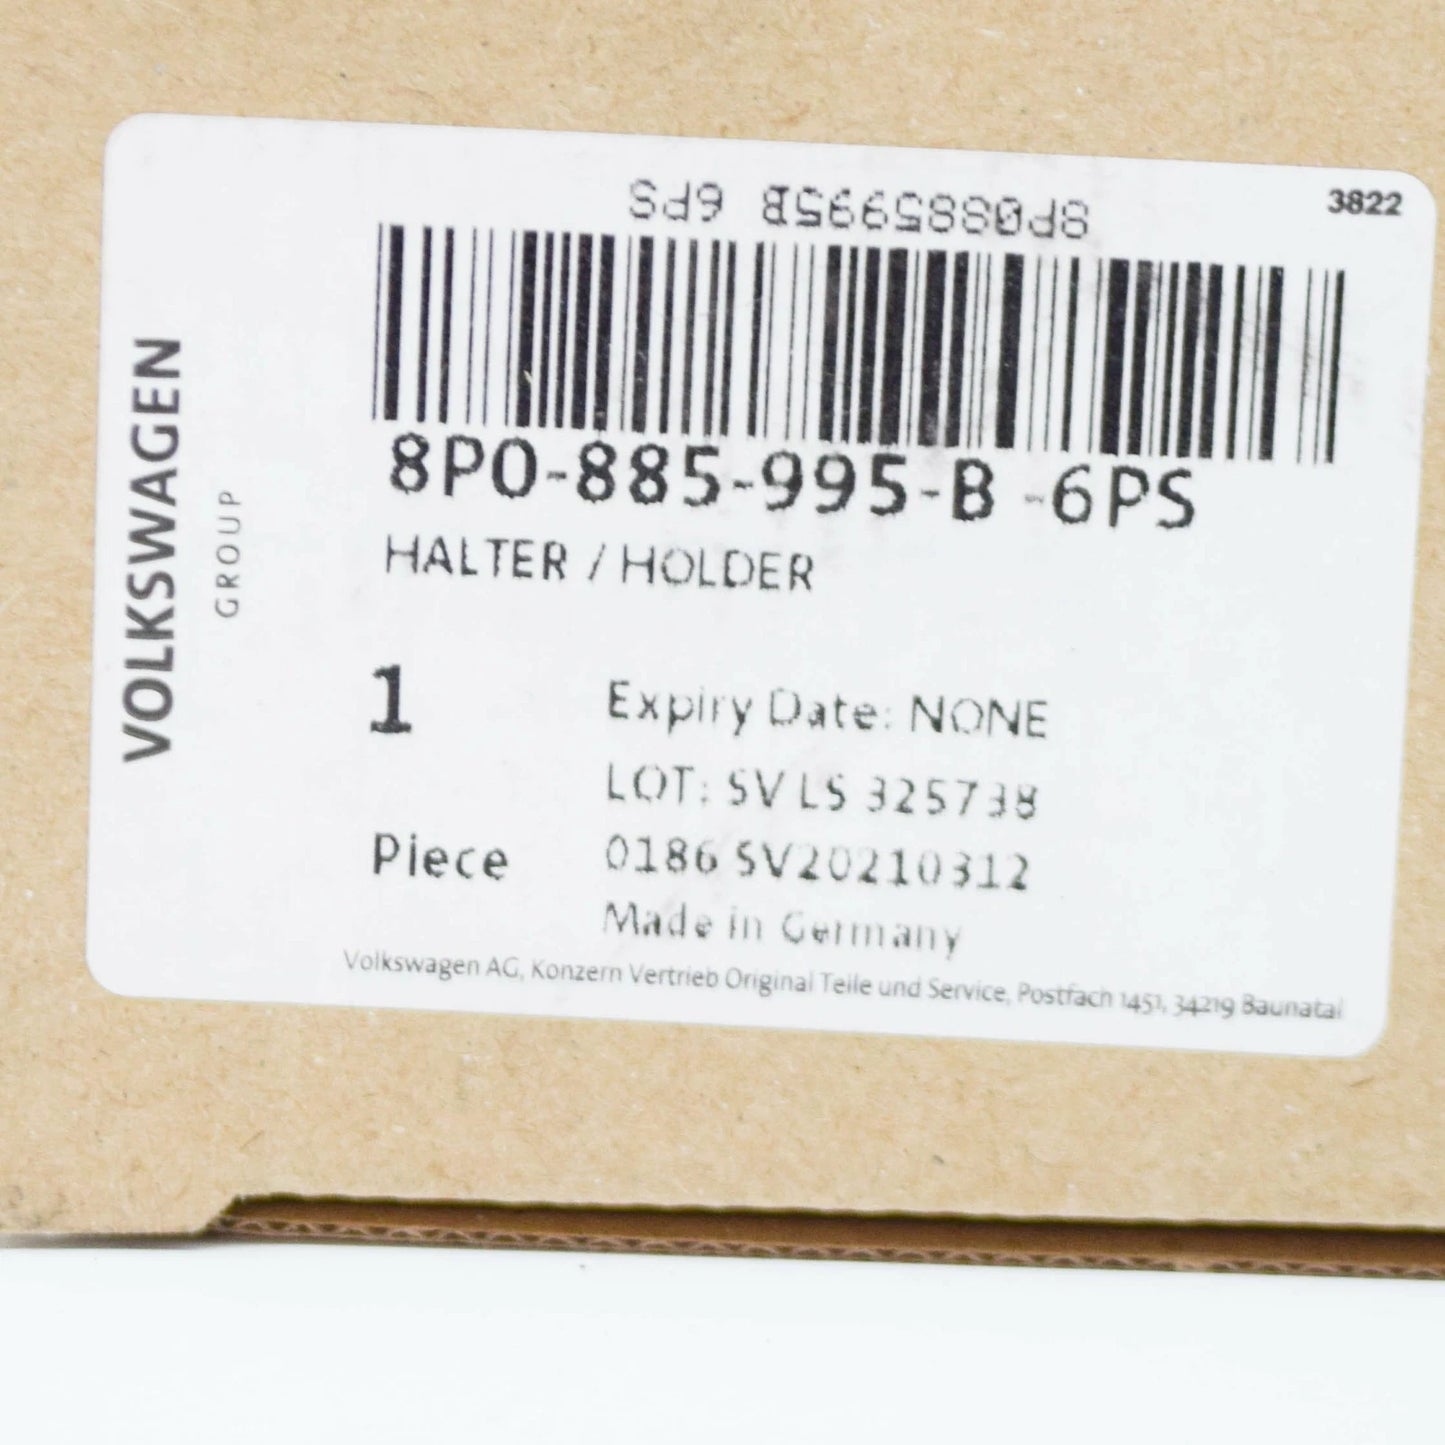 3822
8P0885995B 6PS
8P0-885-995-B -6PS
HALTER / HOLDER
1
Expiry Date: NONE
LOT: SV LS 325738
Piece
0186 SV20210312
Made in Germany
Volkswagen AG, Konzern Vertrieb Original Teile und Service, Postfach 1451, 34219 Baunatal
VOLKSWAGEN
GROUP